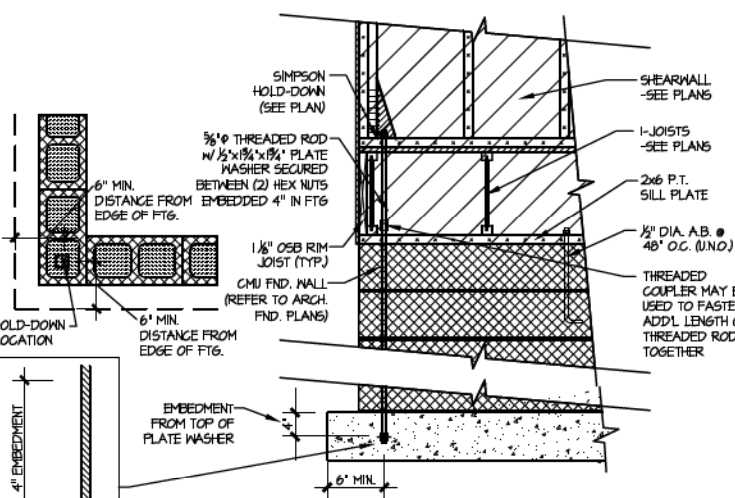 SIMPSON
HOLD-DOWN
(SEE PLAN)
⅝"Φ THREADED ROD
W/ ½"x1¾"x1¾" PLATE
WASHER SECURED
BETWEEN (2) HEX NUTS
EMBEDDED 4" IN FTG
1 ⅛" OSB RIM
JOIST (TYP.)
CMU FND. WALL
(REFER TO ARCH.
FND. PLANS)
EMBEDMENT
FROM TOP OF
PLATE WASHER
4"
6" MIN.
SHEARWALL
-SEE PLANS
I-JOISTS
-SEE PLANS
2x6 P.T.
SILL PLATE
½" DIA. A.B. @
48" O.C. (U.N.O.)
THREADED
COUPLER MAY B
USED TO FASTE
ADD'L LENGTH
THREADED ROD
TOGETHER
6" MIN.
DISTANCE FROM
EDGE OF FTG.
6" MIN.
DISTANCE FROM
EDGE OF FTG.
OLD-DOWN
OCATION
4" EMBEDMENT